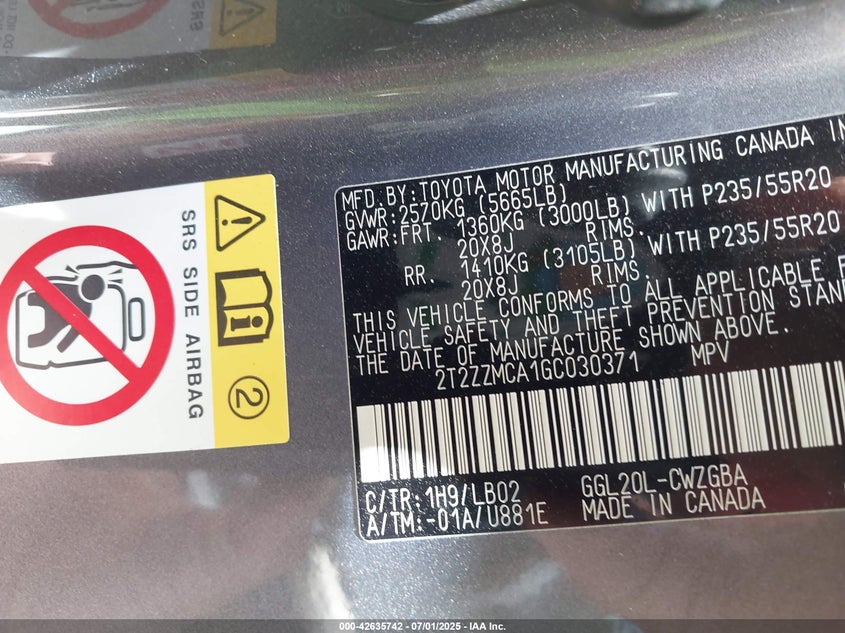 SRS SIDE AIRBAG
2
MFD.BY:TOYOTA MOTOR MANUFACTURING CANADA IN
GVWR:2570KG (5665LB)
GAWR:FRT. 1360KG (3000LB) WITH P235/55R20
20X8J RIMS.
RR. 1410KG (3105LB) WITH P235/55R20
20X8J RIMS.
THIS VEHICLE CONFORMS TO ALL APPLICABLE F
VEHICLE SAFETY AND THEFT PREVENTION STAN
THE DATE OF MANUFACTURE SHOWN ABOVE.
2T2ZZMCA1GC030371 MPV
C/TR:1H9/LB02 GGL20L-CWZGBA
A/TM:-01A/U881E MADE IN CANADA
000-42635742 - 07/01/2025 - IAA Inc.